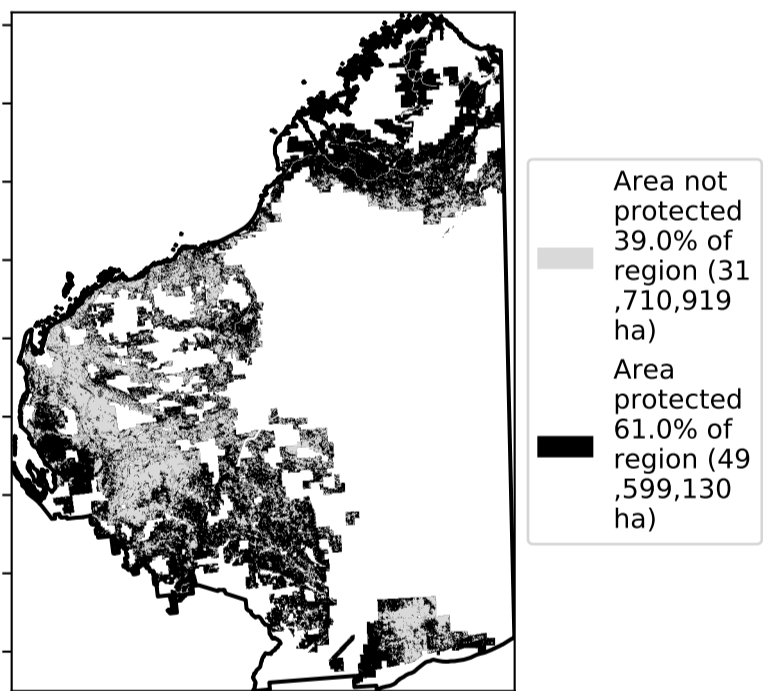 Area not
protected
39.0% of
region (31
,710,919
ha)
Area
protected
61.0% of
region (49
,599,130
ha)